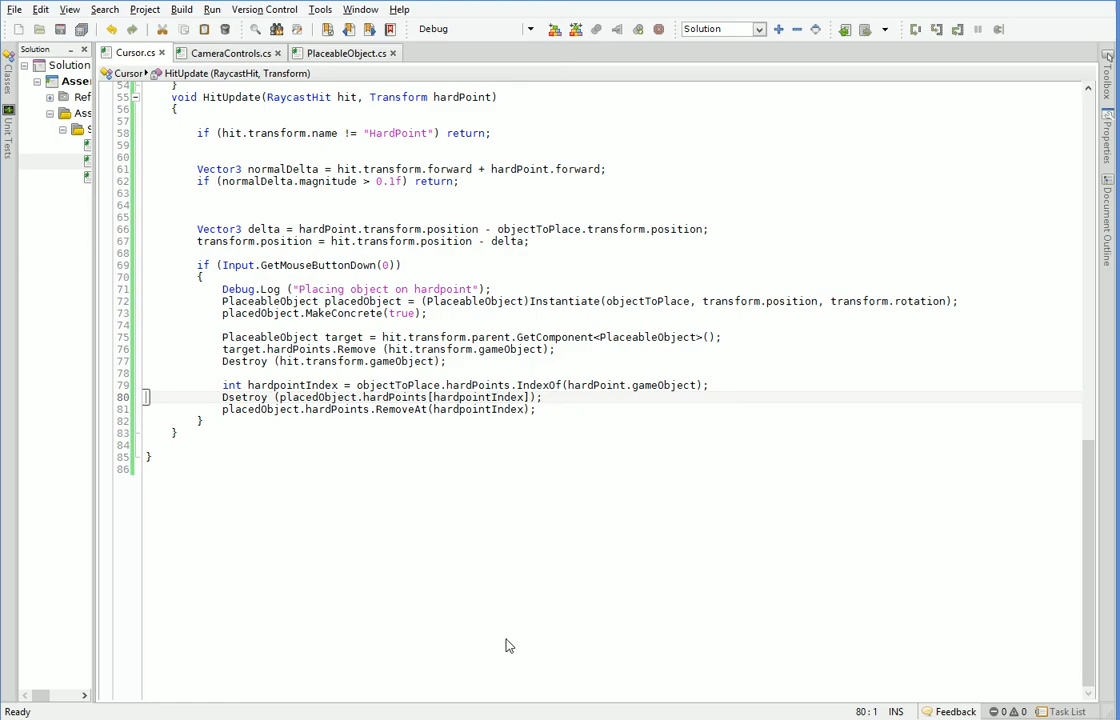 File Edit View Search Project Build Run Version Control Tools Window Help
Debug Solution
Solution Cursor.cs CameraControls.cs PlaceableObject.cs
Cursor HitUpdate (RaycastHit, Transform)
Solution
Asse
Ref
Ass
S
Classes
Unit Tests
Toolbox
Properties
Document Outline
54 }
55 void HitUpdate(RaycastHit hit, Transform hardPoint)
56 {
57
58 if (hit.transform.name != "HardPoint") return;
59
60
61 Vector3 normalDelta = hit.transform.forward + hardPoint.forward;
62 if (normalDelta.magnitude > 0.1f) return;
63
64
65
66 Vector3 delta = hardPoint.transform.position - objectToPlace.transform.position;
67 transform.position = hit.transform.position - delta;
68
69 if (Input.GetMouseButtonDown(0))
70 {
71 Debug.Log ("Placing object on hardpoint");
72 PlaceableObject placedObject = (PlaceableObject)Instantiate(objectToPlace, transform.position, transform.rotation);
73 placedObject.MakeConcrete(true);
74
75 PlaceableObject target = hit.transform.parent.GetComponent<PlaceableObject>();
76 target.hardPoints.Remove (hit.transform.gameObject);
77 Destroy (hit.transform.gameObject);
78
79 int hardpointIndex = objectToPlace.hardPoints.IndexOf(hardPoint.gameObject);
80 Dsetroy (placedObject.hardPoints[hardpointIndex]);
81 placedObject.hardPoints.RemoveAt(hardpointIndex);
82 }
83 }
84
85 }
86
Ready 80 : 1 INS Feedback 0 0 Task List